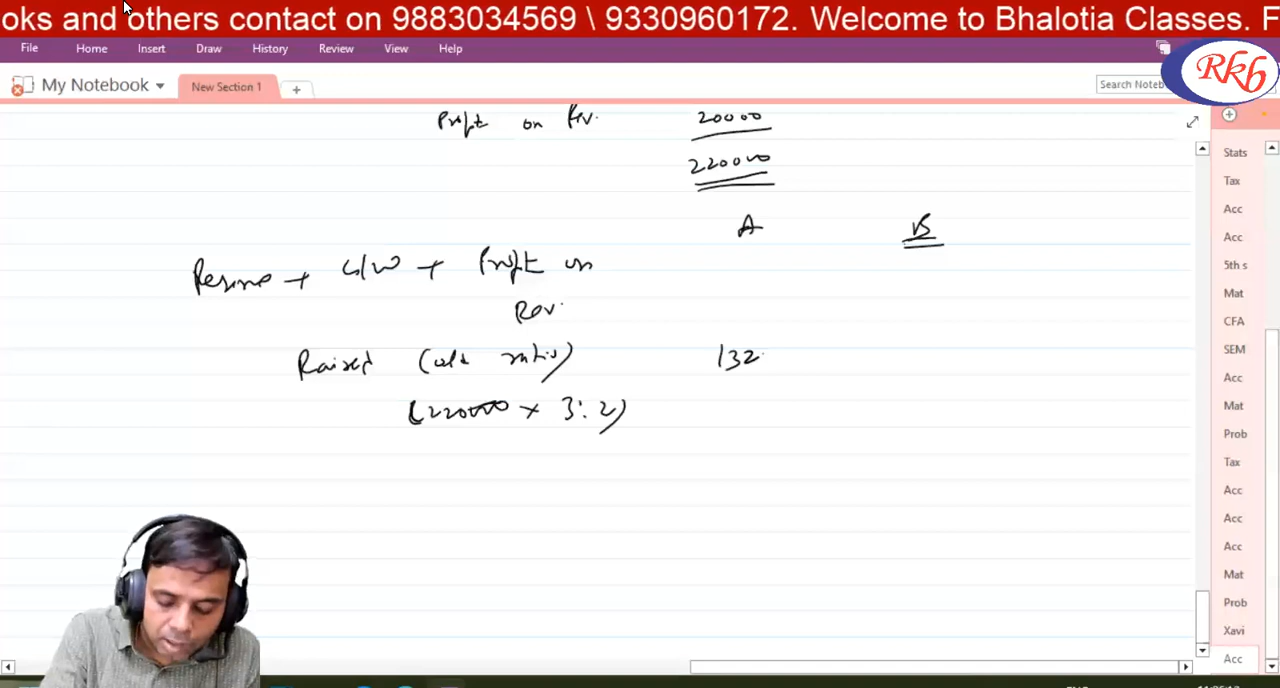 oks and others contact on 9883034569 \ 9330960172. Welcome to Bhalotia Classes. F
File Home Insert Draw History Review View Help
Rkb
My Notebook New Section 1 + Search Noteb
Profit on Rev. 20000
220000
A B
Reserve + G/W + Profit on
Rev.
Raised (old ratio) 132
(220000 x 3:2)
Stats
Tax
Acc
Acc
5th s
Mat
CFA
SEM
Acc
Mat
Prob
Tax
Acc
Acc
Acc
Mat
Prob
Xavi
Acc